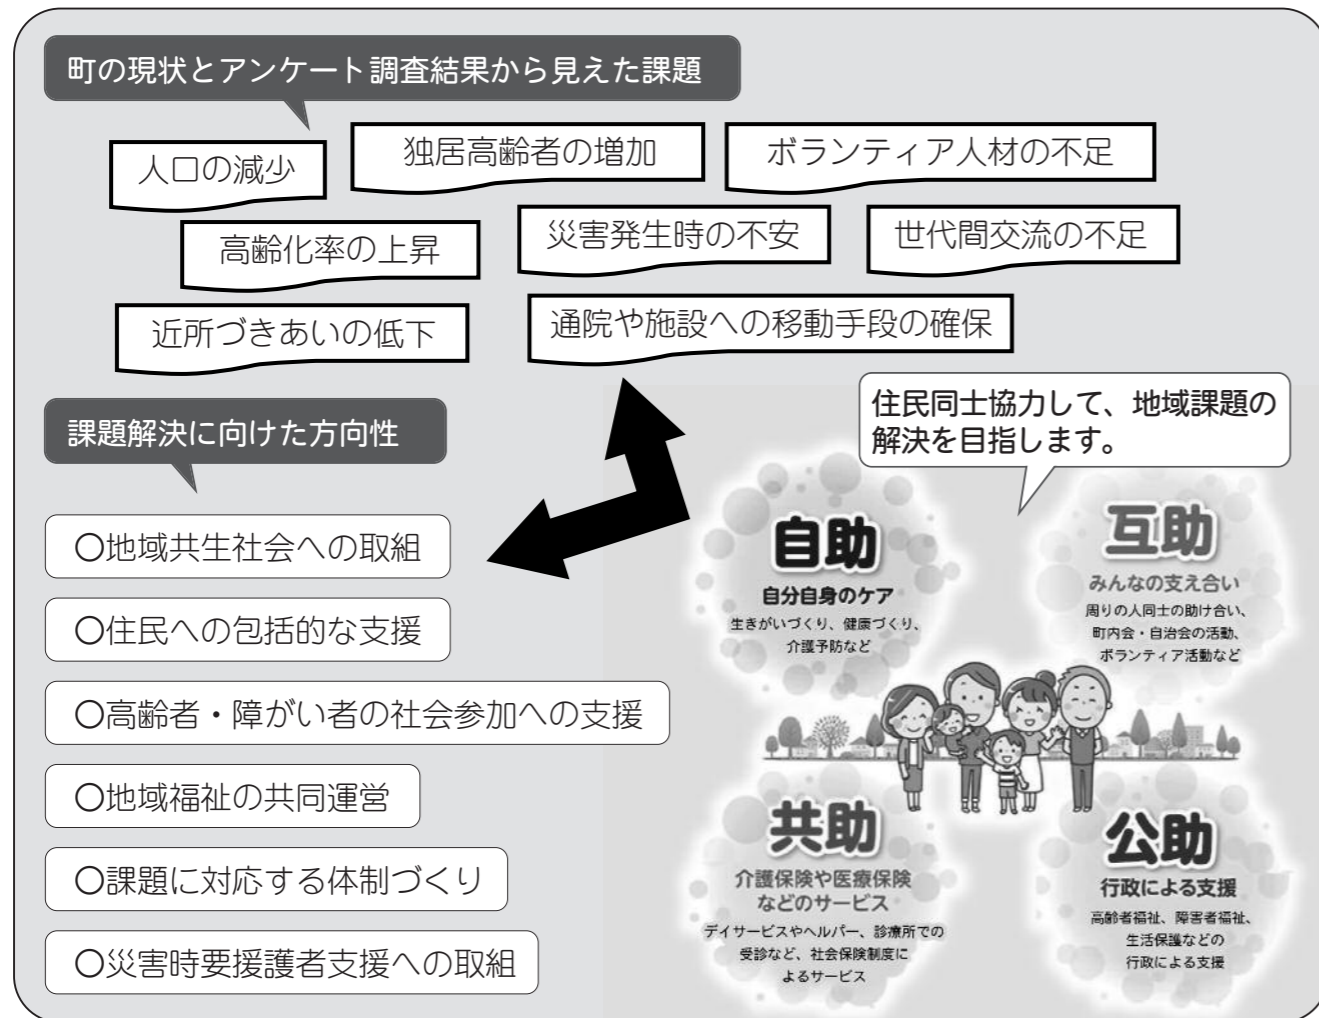 町の現状とアンケート調査結果から見えた課題
人口の減少
独居高齢者の増加
ボランティア人材の不足
高齢化率の上昇
災害発生時の不安
世代間交流の不足
近所づきあいの低下
通院や施設への移動手段の確保
課題解決に向けた方向性
〇地域共生社会への取組
〇住民への包括的な支援
〇高齢者・障がい者の社会参加への支援
〇地域福祉の共同運営
〇課題に対応する体制づくり
〇災害時要援護者支援への取組
住民同士協力して、地域課題の
解決を目指します。
自助
自分自身のケア
生きがいづくり、健康づくり、
介護予防など
互助
みんなの支え合い
周りの人同士の助け合い、
町内会・自治会の活動、
ボランティア活動など
共助
介護保険や医療保険
などのサービス
デイサービスやヘルパー、診療所での
受診など、社会保険制度に
よるサービス
公助
行政による支援
高齢者福祉、障害者福祉、
生活保護などの
行政による支援